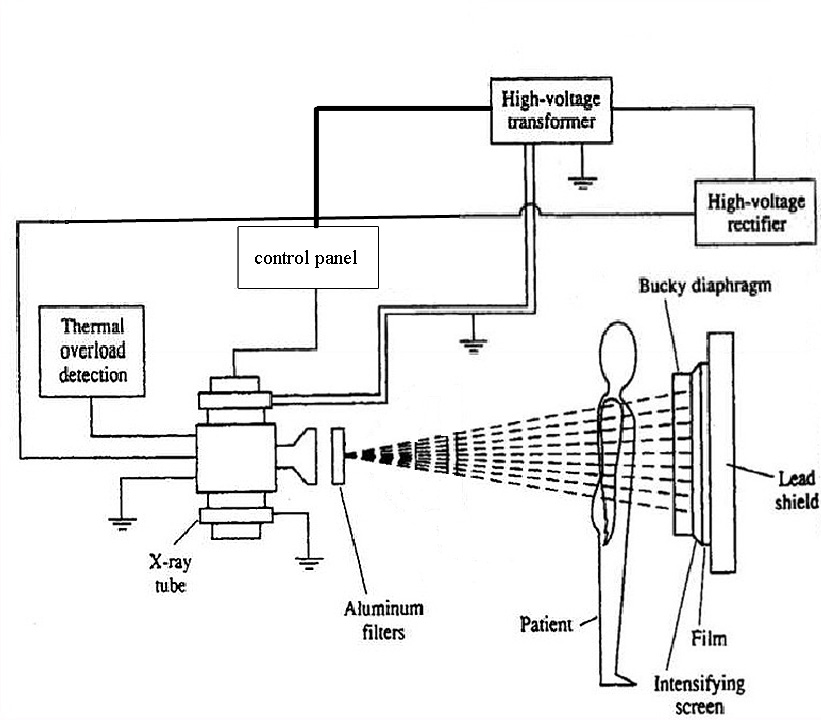 High-voltage
transformer
High-voltage
rectifier
control panel
Bucky diaphragm
Thermal
overload
detection
Lead
shield
X-ray
tube
Aluminum
filters
Patient
Film
Intensifying
screen